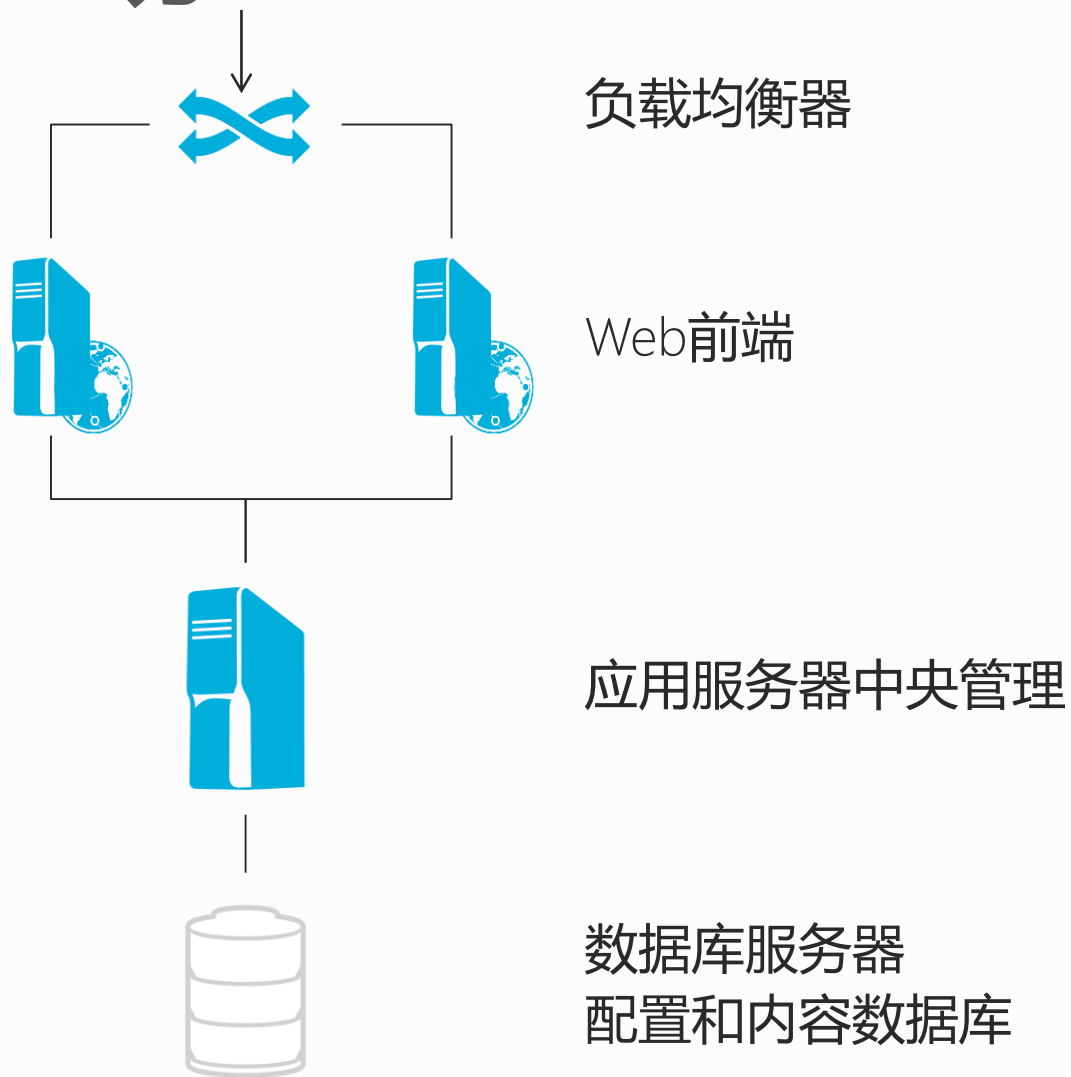 负载均衡器
Web前端
应用服务器中央管理
数据库服务器
配置和内容数据库